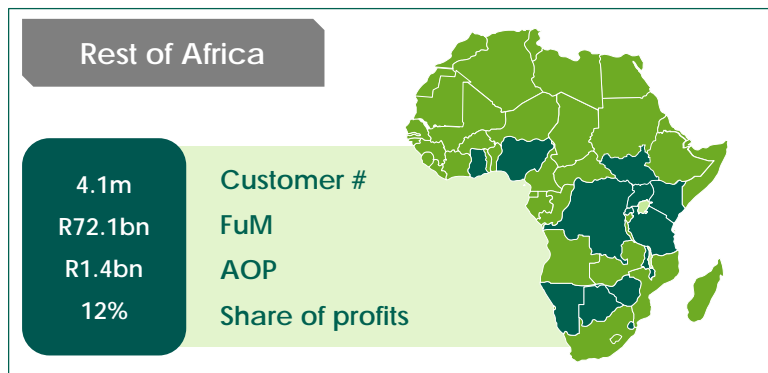 Rest of Africa
4.1m Customer #
R72.1bn FuM
R1.4bn AOP
12% Share of profits